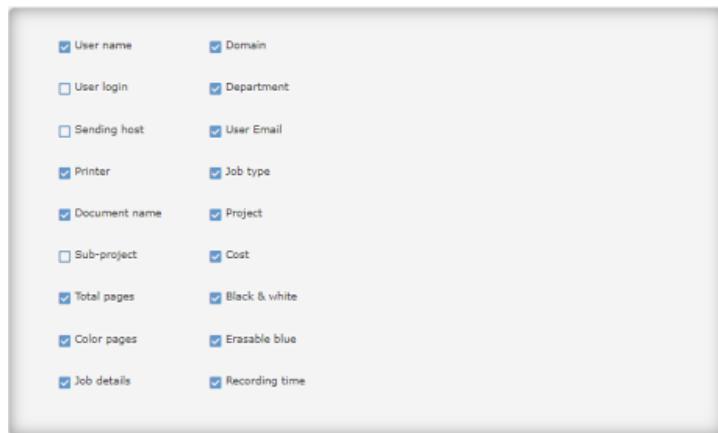 User name Domain
User login Department
Sending host User Email
Printer Job type
Document name Project
Sub-project Cost
Total pages Black & white
Color pages Erasable blue
Job details Recording time